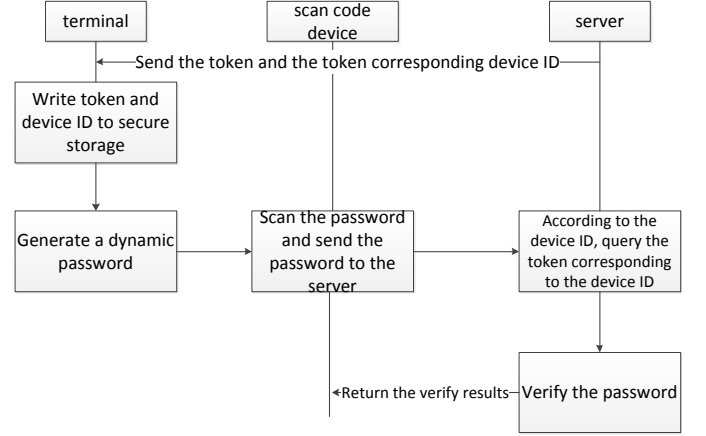 terminal
scan code
device
server
Send the token and the token corresponding device ID
Write token and
device ID to secure
storage
Generate a dynamic
password
Scan the password
and send the
password to the
server
According to the
device ID, query the
token corresponding
to the device ID
Return the verify results
Verify the password